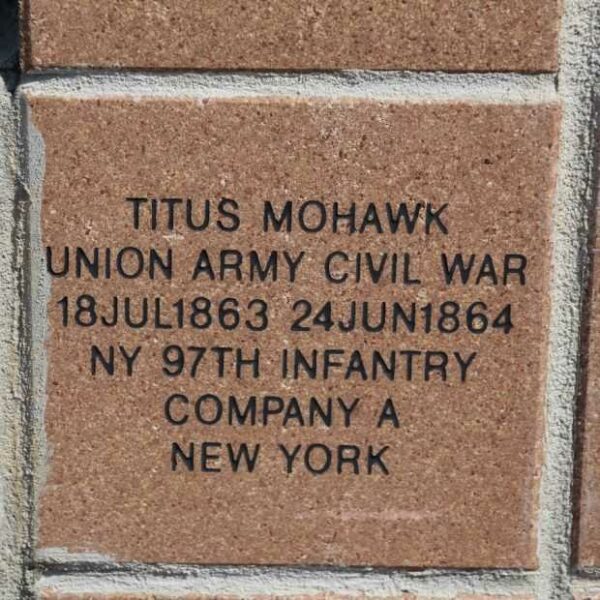 TITUS MOHAWK
UNION ARMY CIVIL WAR
18JUL1863 24JUN1864
NY 97TH INFANTRY
COMPANY A
NEW YORK